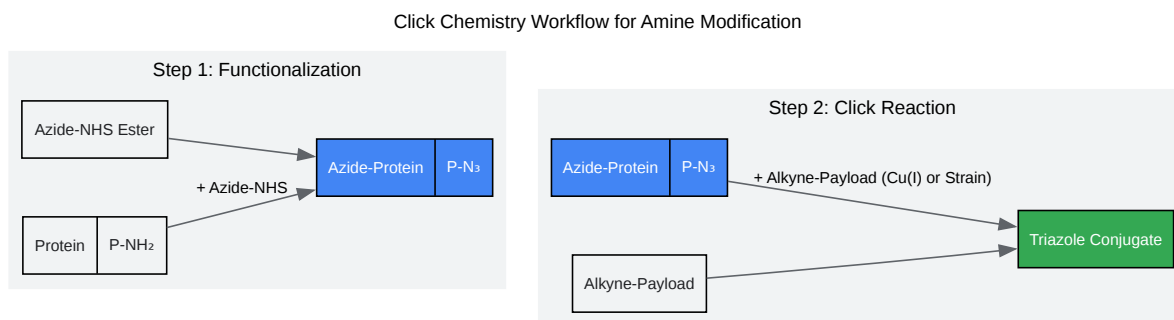 Click Chemistry Workflow for Amine Modification
Step 1: Functionalization
Azide-NHS Ester
Azide-Protein
P-N₃
+ Azide-NHS
Protein
P-NH₂
Step 2: Click Reaction
Azide-Protein
P-N₃
+ Alkyne-Payload (Cu(I) or Strain)
Triazole Conjugate
Alkyne-Payload